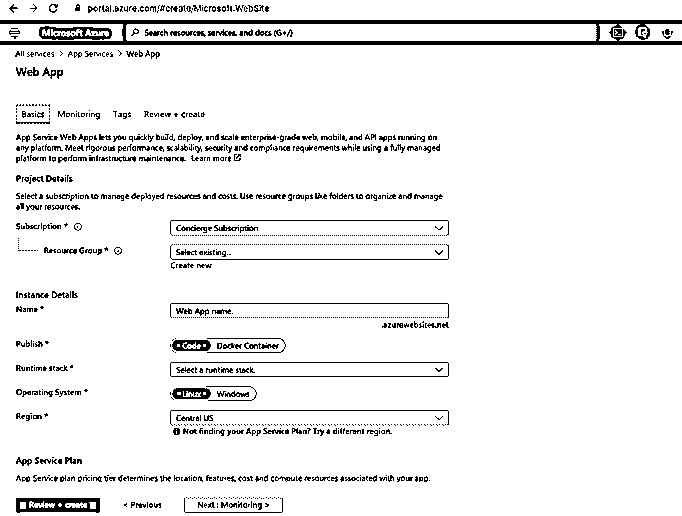 portal.azure.com/#create/Microsoft.WebSite
Microsoft Azure
Search resources, services, and docs (G+/)
All services > App Services > Web App
Web App
Basics Monitoring Tags Review + create
App Service Web Apps lets you quickly build, deploy, and scale enterprise-grade web, mobile, and API apps running on
any platform. Meet rigorous performance, scalability, security and compliance requirements while using a fully managed
platform to perform infrastructure maintenance. Learn more
Project Details
Select a subscription to manage deployed resources and costs. Use resource groups like folders to organize and manage
all your resources.
Subscription * Concierge Subscription
Resource Group * Select existing...
Create new
Instance Details
Name * Web App name.
.azurewebsites.net
Publish * Code Docker Container
Runtime stack * Select a runtime stack.
Operating System * Linux Windows
Region * Central US
Not finding your App Service Plan? Try a different region.
App Service Plan
App Service plan pricing tier determines the location, features, cost and compute resources associated with your app.
Review + create < Previous Next : Monitoring >